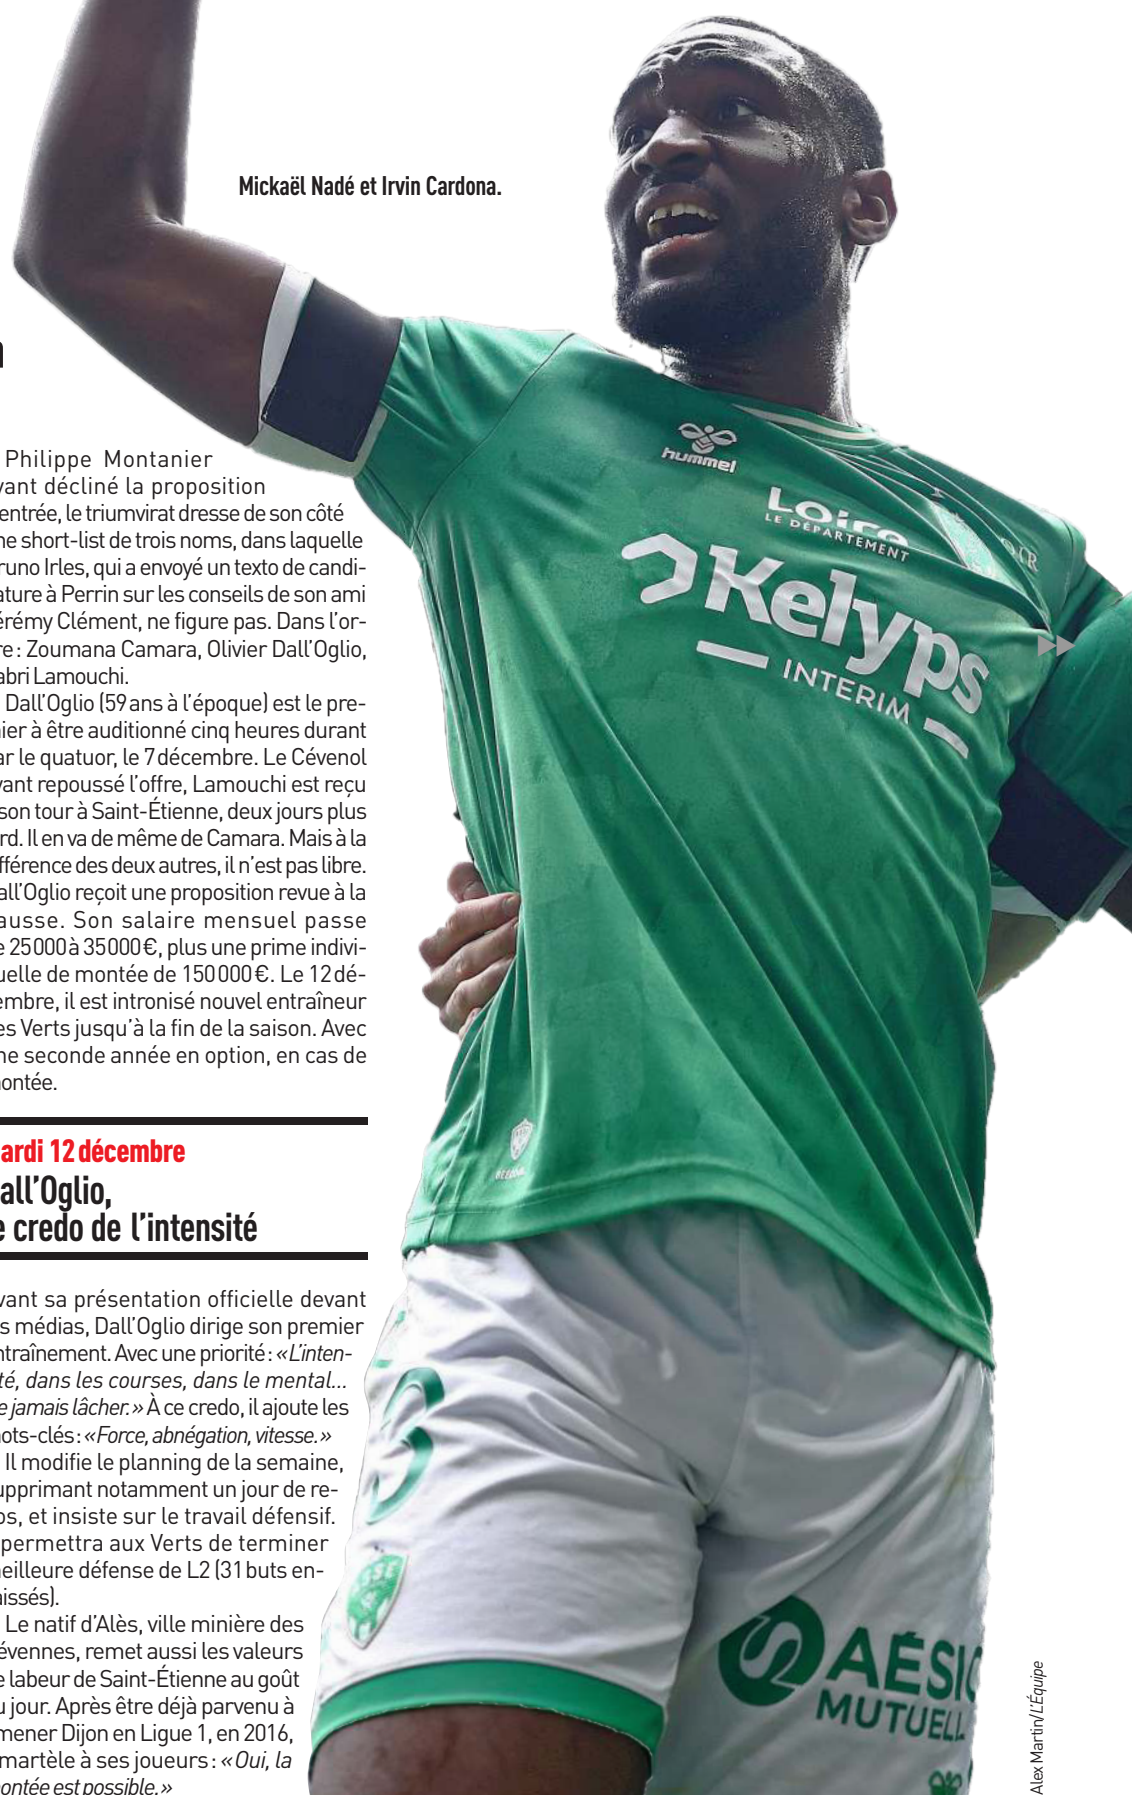 Mickaël Nadé et Irvin Cardona.
Philippe Montanier
vant décliné la proposition
entrée, le triumvirat dresse de son côté
ne short-list de trois noms, dans laquelle
runo Irles, qui a envoyé un texto de candi-
ature à Perrin sur les conseils de son ami
érémy Clément, ne figure pas. Dans l’or-
re : Zoumana Camara, Olivier Dall’Oglio,
abri Lamouchi.
Dall’Oglio (59 ans à l’époque) est le pre-
ier à être auditionné cinq heures durant
ar le quatuor, le 7 décembre. Le Cévenol
yant repoussé l’offre, Lamouchi est reçu
son tour à Saint-Étienne, deux jours plus
rd. Il en va de même de Camara. Mais à la
fférence des deux autres, il n’est pas libre.
all’Oglio reçoit une proposition revue à la
ausse. Son salaire mensuel passe
e 25 000 à 35 000 €, plus une prime indivi-
uelle de montée de 150 000 €. Le 12 dé-
embre, il est intronisé nouvel entraîneur
es Verts jusqu’à la fin de la saison. Avec
ne seconde année en option, en cas de
ontée.
ardi 12 décembre
all’Oglio,
e credo de l’intensité
vant sa présentation officielle devant
s médias, Dall’Oglio dirige son premier
ntraînement. Avec une priorité : «L’inten-
té, dans les courses, dans le mental...
e jamais lâcher.» À ce credo, il ajoute les
ots-clés : «Force, abnégation, vitesse.»
Il modifie le planning de la semaine,
upprimant notamment un jour de re-
os, et insiste sur le travail défensif.
permettra aux Verts de terminer
eilleure défense de L2 (31 buts en-
aissés).
Le natif d’Alès, ville minière des
évennes, remet aussi les valeurs
e labeur de Saint-Étienne au goût
u jour. Après être déjà parvenu à
mener Dijon en Ligue 1, en 2016,
martèle à ses joueurs : «Oui, la
ontée est possible.»
hummel
Loire
LE DÉPARTEMENT
Kelyps
INTERIM
ASSE
AÉSIO
MUTUELL
Alex Martin/L’Équipe